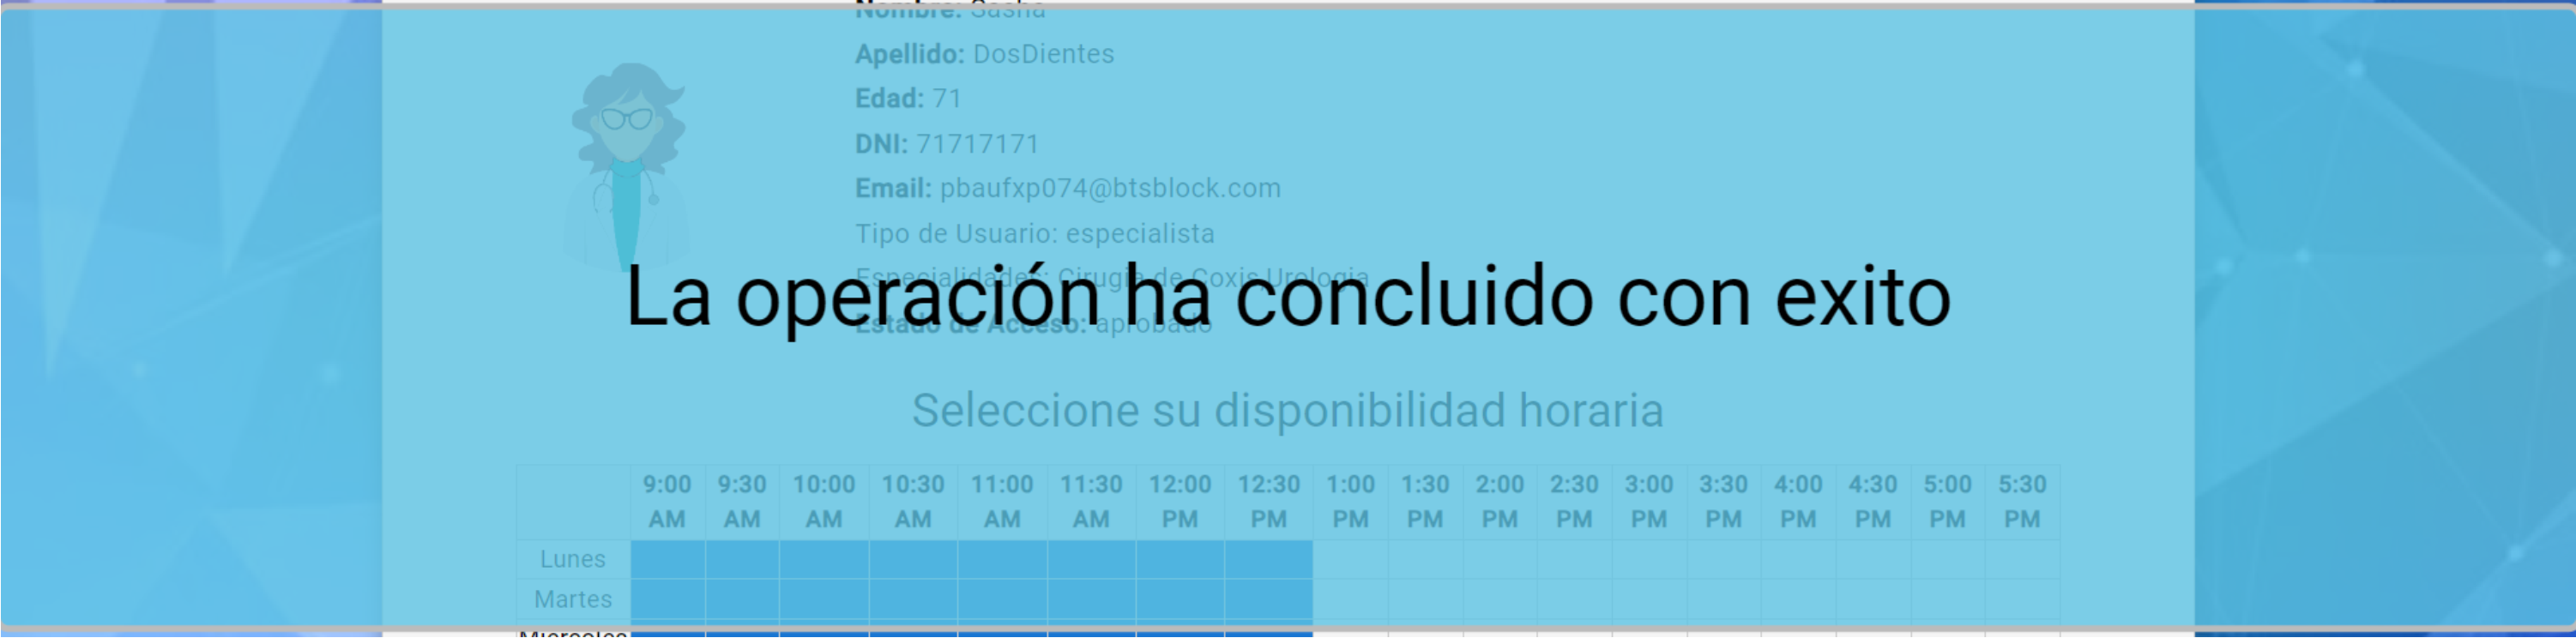 Nombre: Sasha
Apellido: DosDientes
Edad: 71
DNI: 71717171
Email: pbaufxp074@btsblock.com
Tipo de Usuario: especialista
Especialidades: Cirugia de Coxis,Urologia
La operación ha concluido con exito
Estado de Acceso: aprobado
Seleccione su disponibilidad horaria
9:00 AM 9:30 AM 10:00 AM 10:30 AM 11:00 AM 11:30 AM 12:00 PM 12:30 PM 1:00 PM 1:30 PM 2:00 PM 2:30 PM 3:00 PM 3:30 PM 4:00 PM 4:30 PM 5:00 PM 5:30 PM
Lunes
Martes
Miercoles